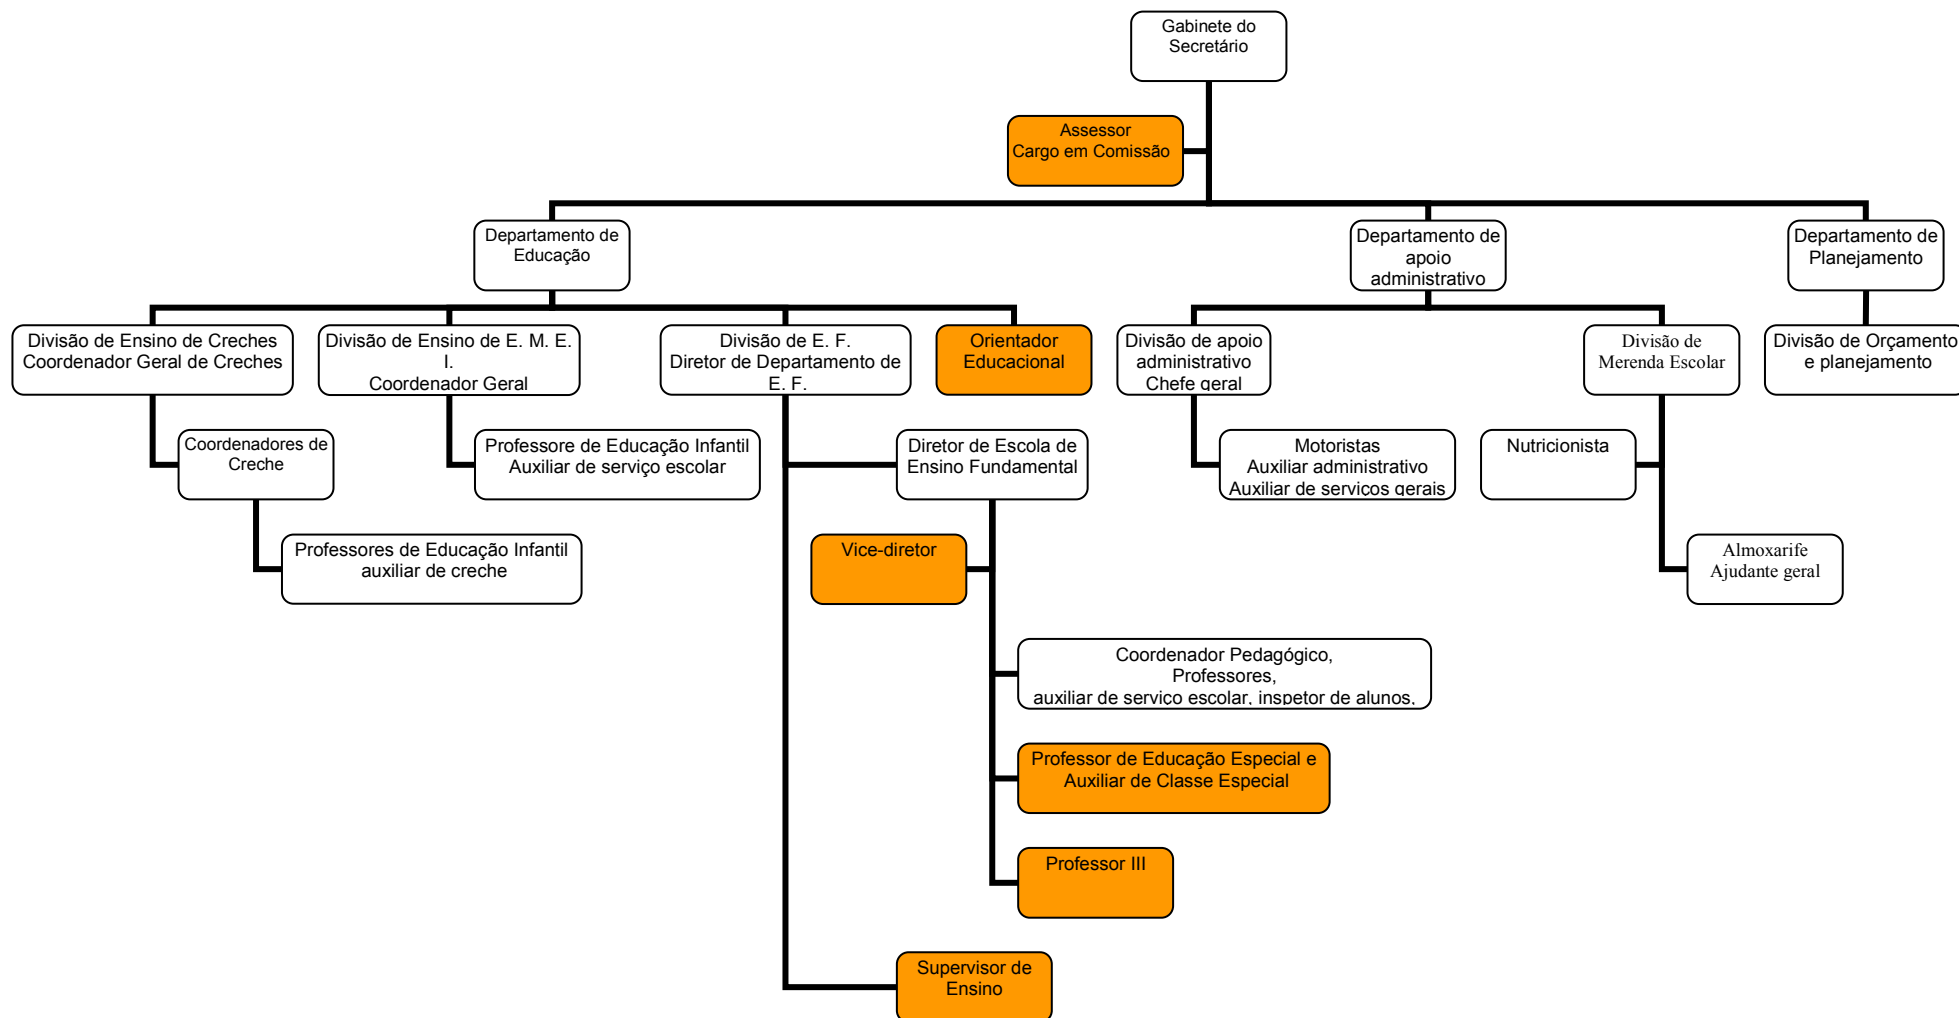 Gabinete do
Secretário
Assessor
Cargo em Comissão
Departamento de
Educação
Departamento de
apoio
administrativo
Departamento de
Planejamento
Divisão de Ensino de Creches
Coordenador Geral de Creches
Divisão de Ensino de E. M. E.
I.
Coordenador Geral
Divisão de E. F.
Diretor de Departamento de
E. F.
Orientador
Educacional
Divisão de apoio
administrativo
Chefe geral
Divisão de
Merenda Escolar
Divisão de Orçamento
e planejamento
Coordenadores de
Creche
Professore de Educação Infantil
Auxiliar de serviço escolar
Diretor de Escola de
Ensino Fundamental
Motoristas
Auxiliar administrativo
Auxiliar de serviços gerais
Nutricionista
Professores de Educação Infantil
auxiliar de creche
Vice-diretor
Almoxarife
Ajudante geral
Coordenador Pedagógico,
Professores,
auxiliar de serviço escolar, inspetor de alunos,
Professor de Educação Especial e
Auxiliar de Classe Especial
Professor III
Supervisor de
Ensino